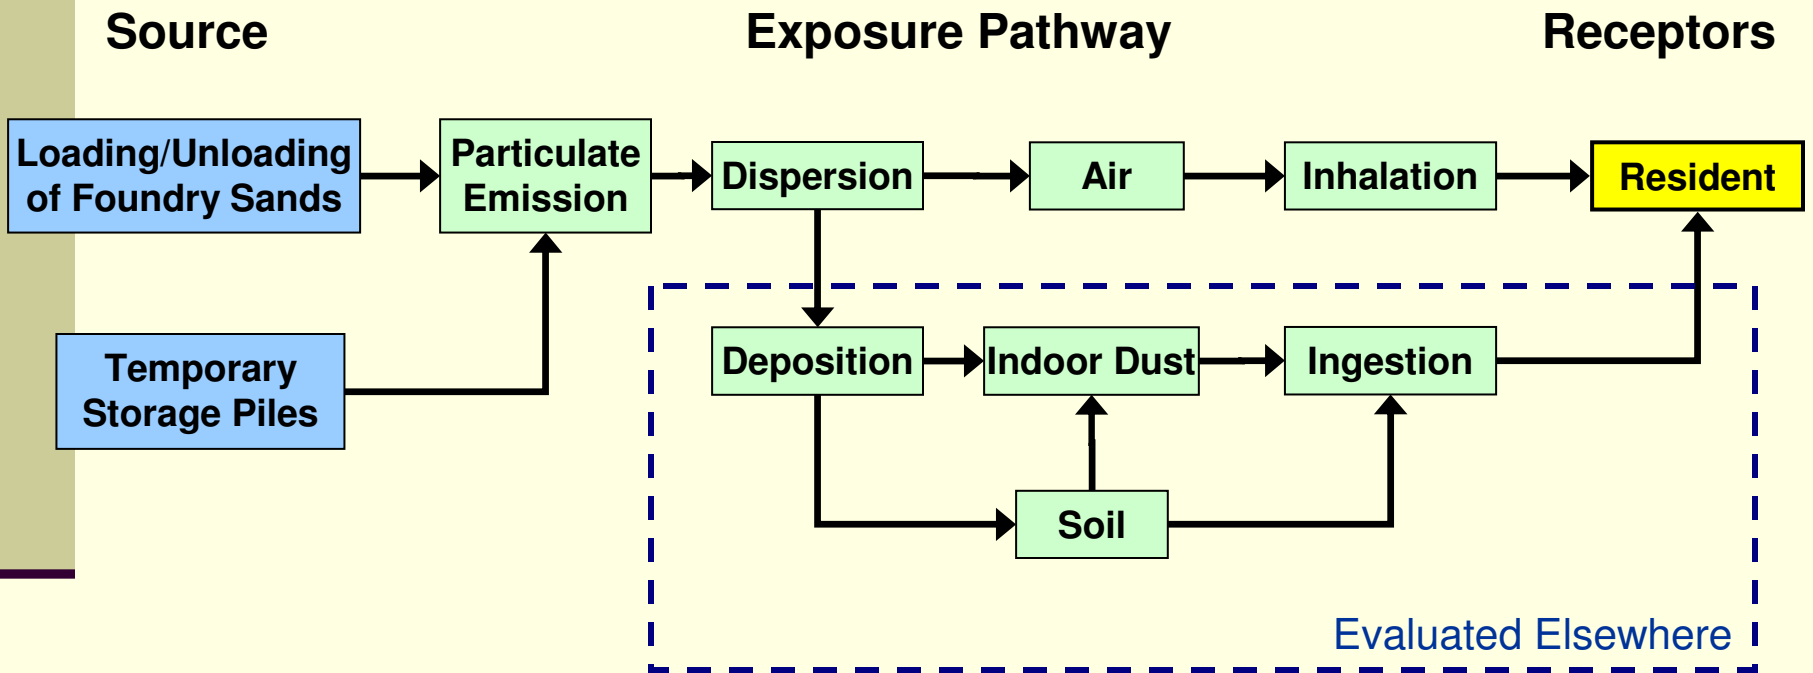 Source
Exposure Pathway
Receptors
Loading/Unloading
of Foundry Sands
Particulate
Emission
Dispersion
Air
Inhalation
Resident
Temporary
Storage Piles
Deposition
Indoor Dust
Ingestion
Soil
Evaluated Elsewhere